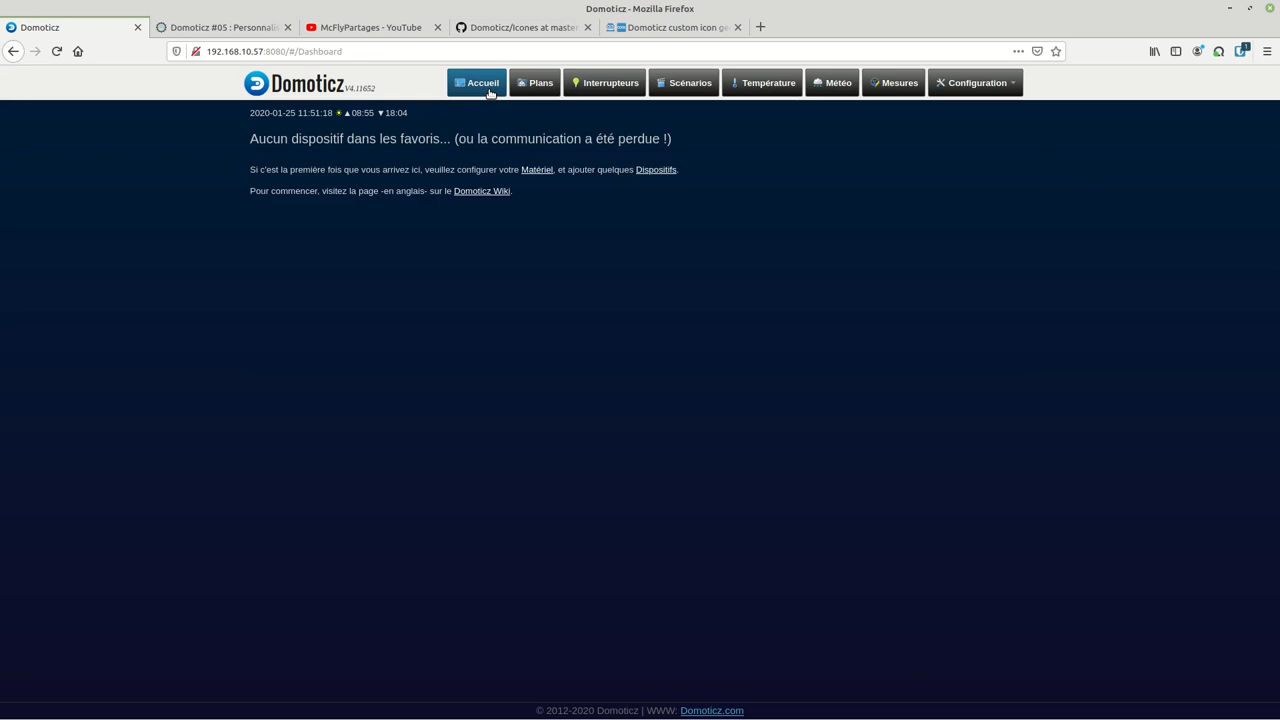 Domoticz - Mozilla Firefox
Domoticz
Domoticz #05 : Personnalis
McFlyPartages - YouTube
Domoticz/Icones at master
Domoticz custom icon ge
1
192.168.10.57:8080/#/Dashboard
Domoticz V4.11652
Accueil
Plans
Interrupteurs
Scénarios
Température
Météo
Mesures
Configuration
2020-01-25 11:51:18 ☀▲08:55 ▼18:04
Aucun dispositif dans les favoris... (ou la communication a été perdue !)
Si c'est la première fois que vous arrivez ici, veuillez configurer votre Matériel, et ajouter quelques Dispositifs.
Pour commencer, visitez la page -en anglais- sur le Domoticz Wiki.
© 2012-2020 Domoticz | WWW: Domoticz.com